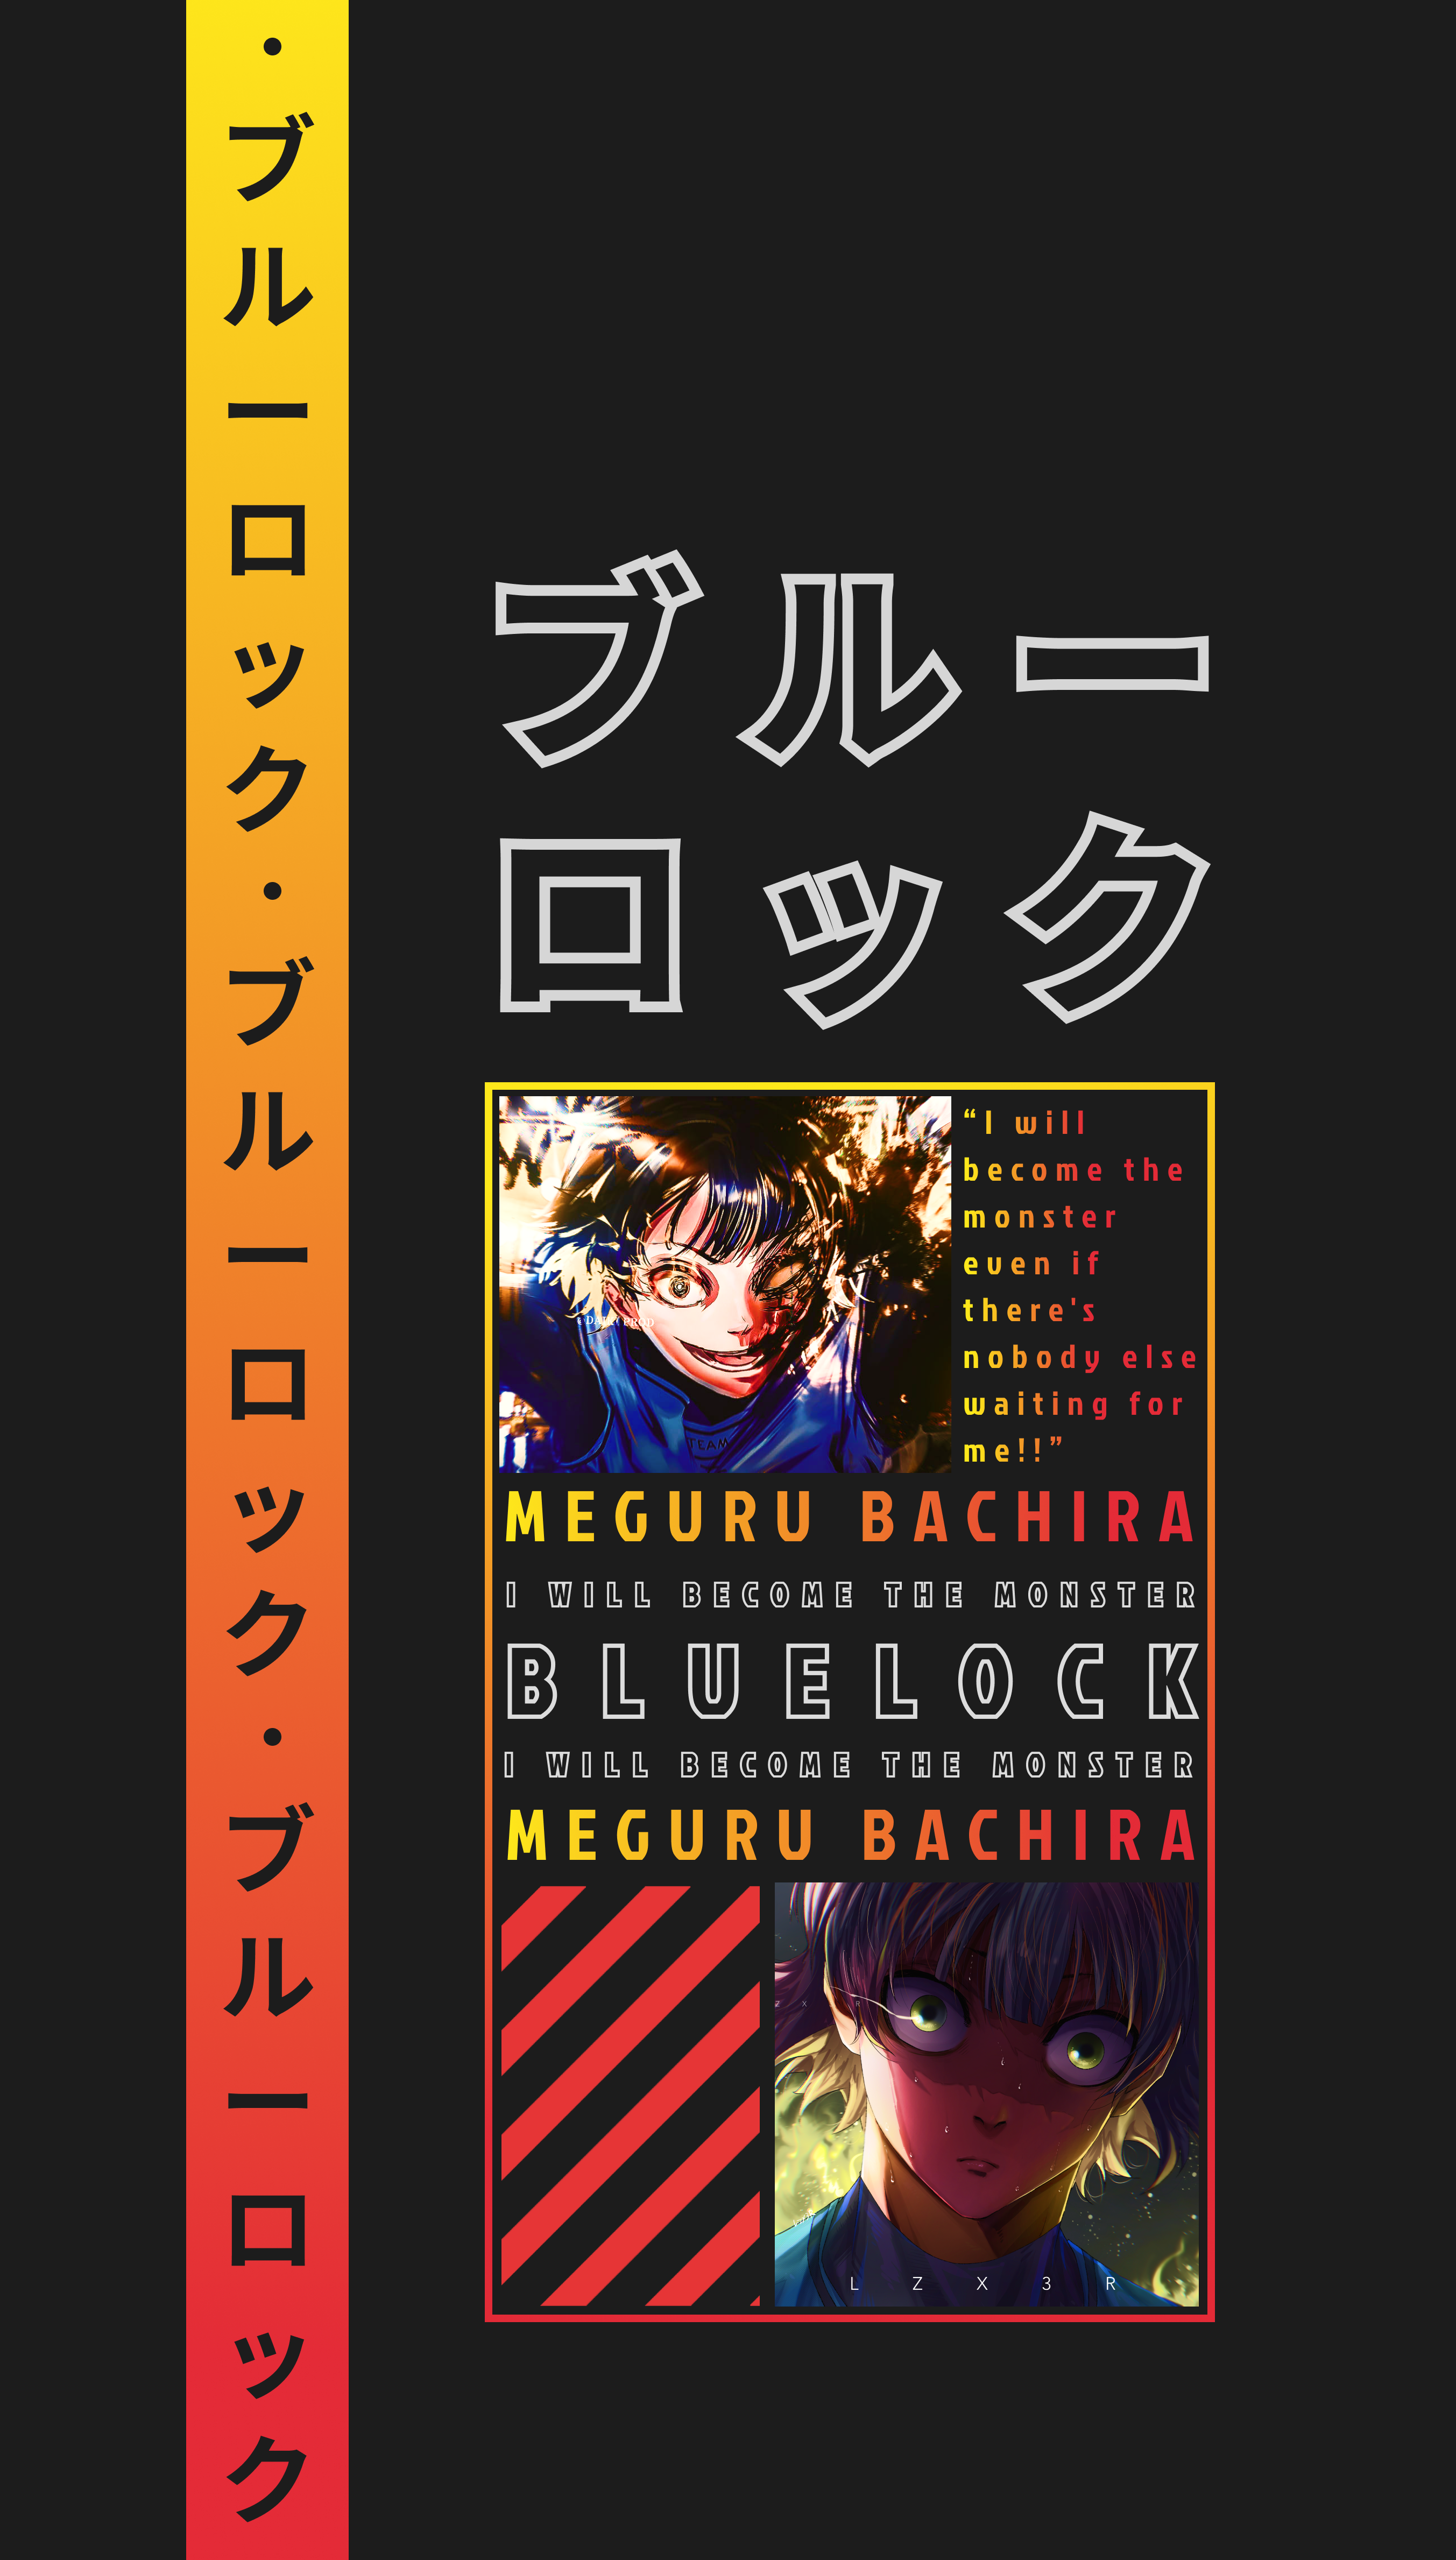 ・ブルーロック・ブルーロック・ブルーロック
ブルー
ロック
“I will
become the
monster
even if
there's
nobody else
waiting for
me!!”
TEAM
MEGURU BACHIRA
I WILL BECOME THE MONSTER
BLUELOCK
I WILL BECOME THE MONSTER
MEGURU BACHIRA
Z X R
L Z X 3 R